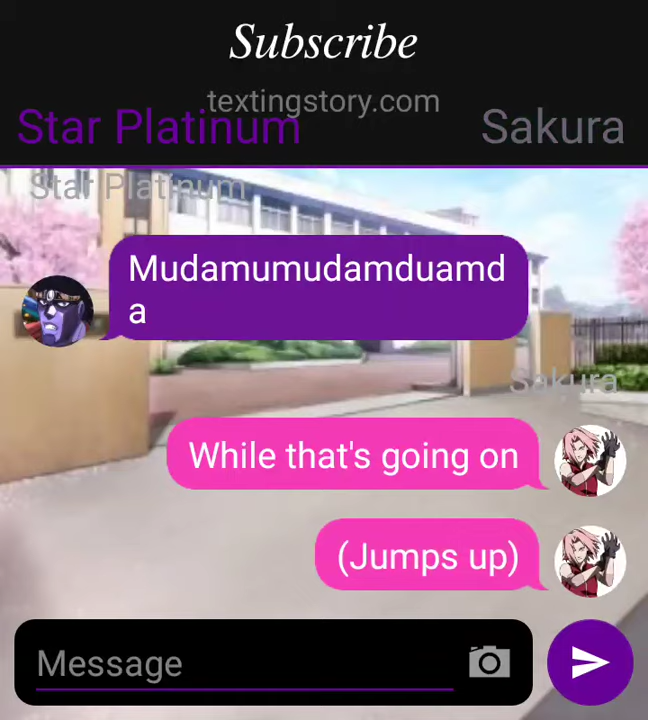 Subscribe
textingstory.com
Star Platinum
Sakura
Star Platinum
Mudamumudamduamd
a
Sakura
While that's going on
(Jumps up)
Message